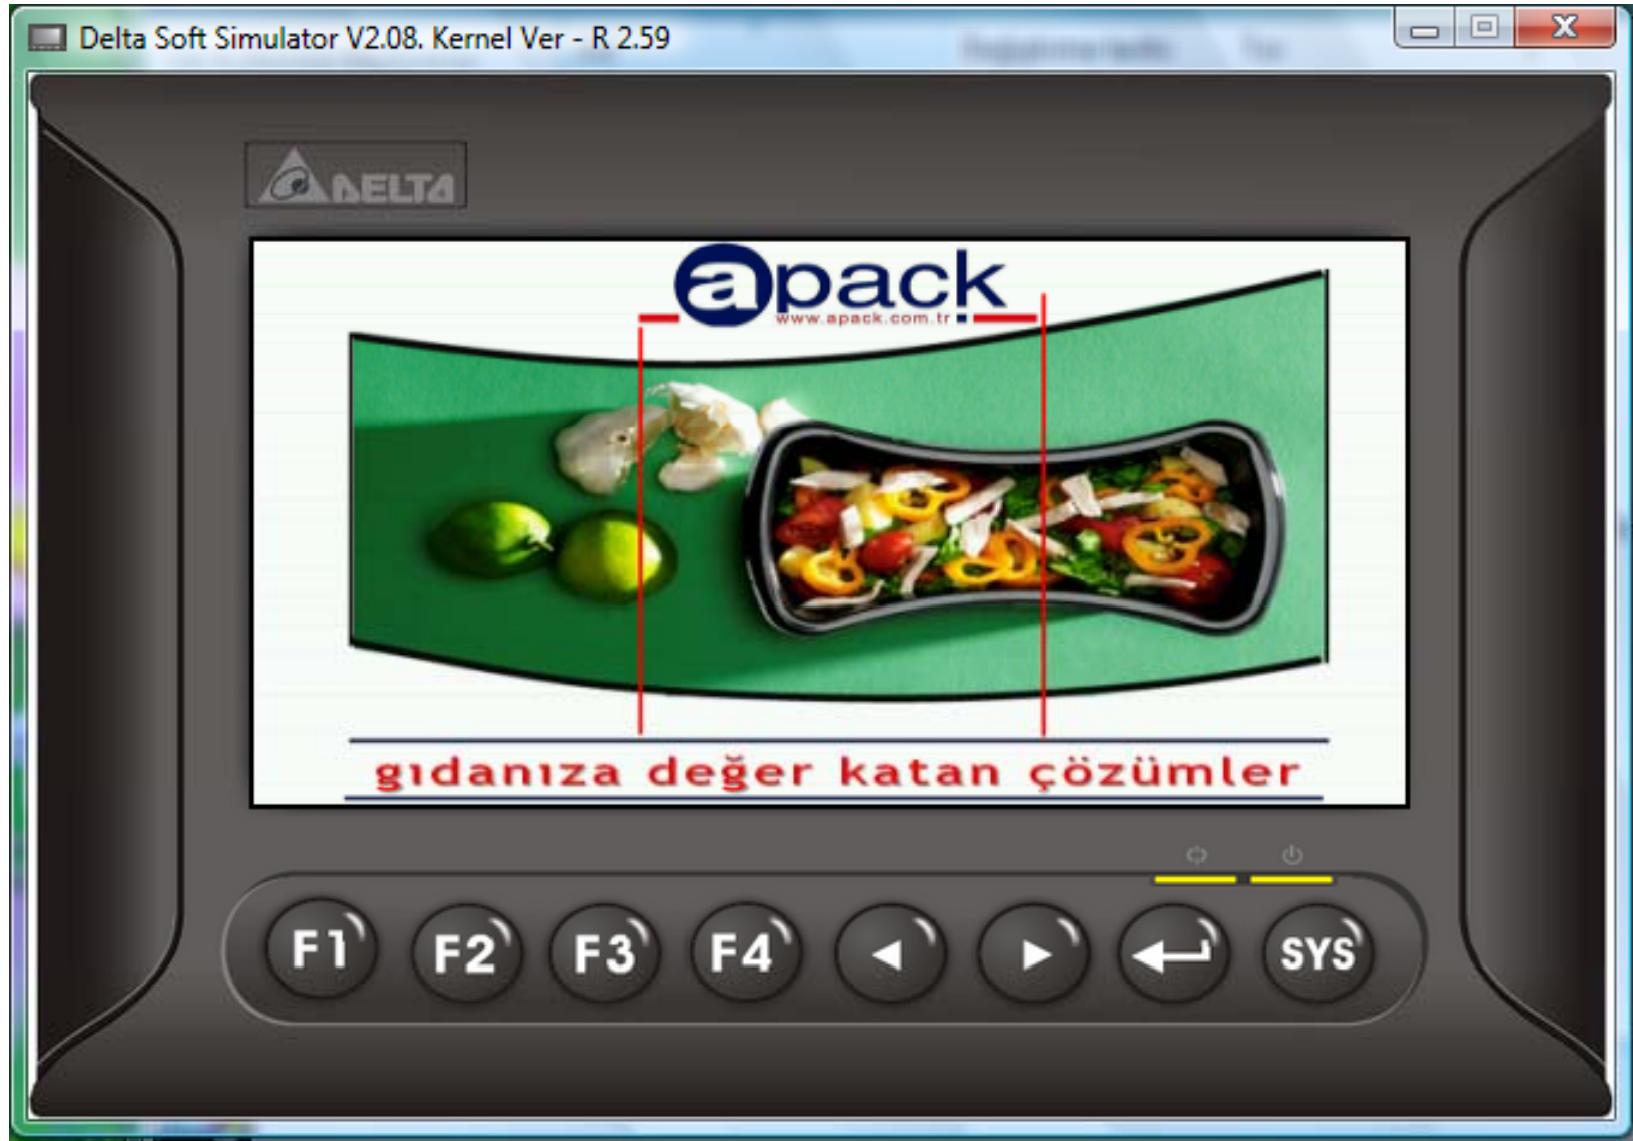 Delta Soft Simulator V2.08. Kernel Ver - R 2.59
DELTA
apack
www.apack.com.tr
gıdanıza değer katan çözümler
F1 F2 F3 F4 SYS